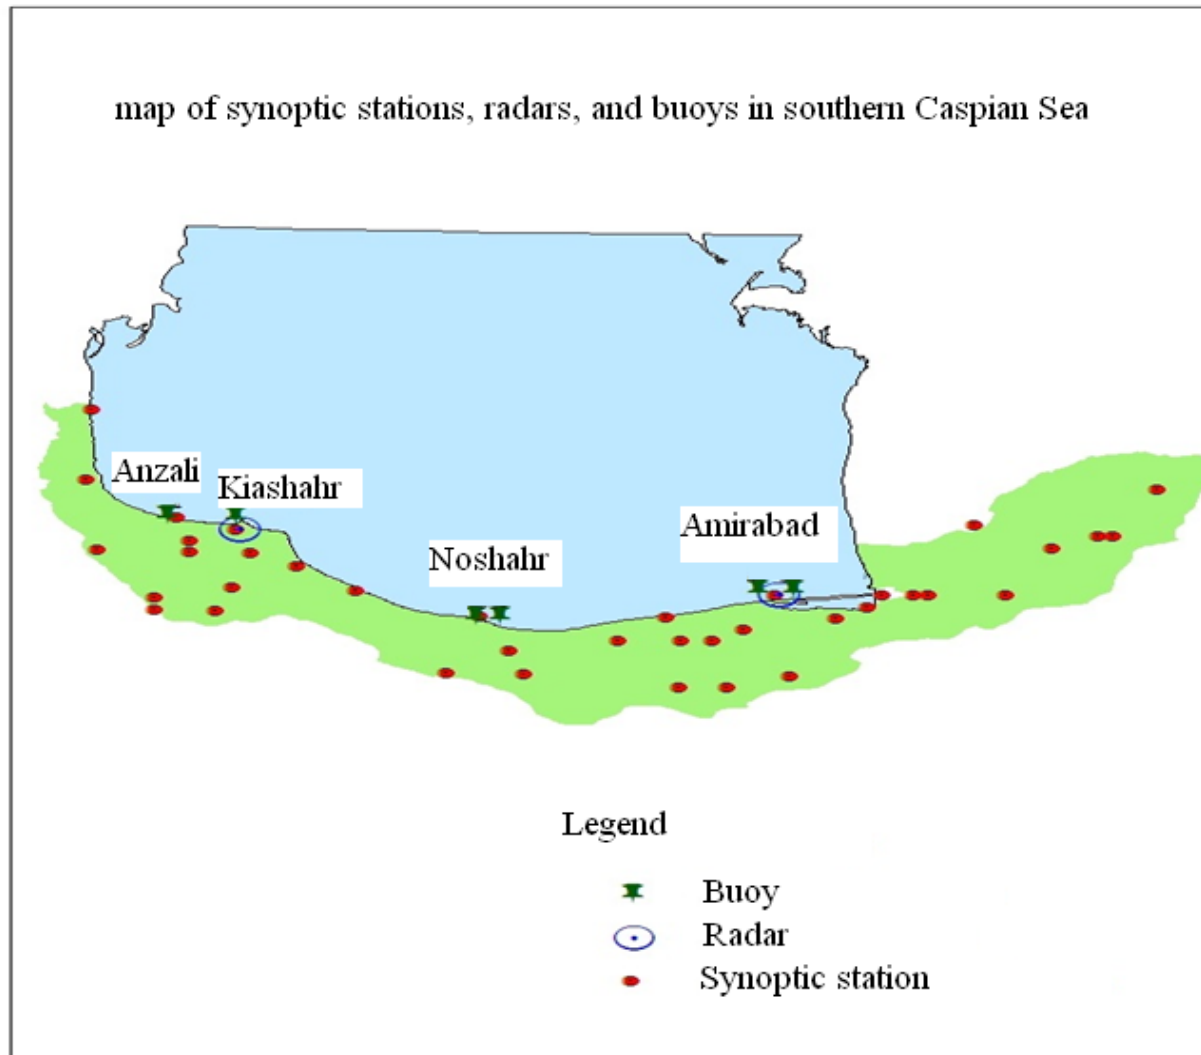 map of synoptic stations, radars, and buoys in southern Caspian Sea
Anzali
Kiashahr
Amirabad
Noshahr
Legend
Buoy
Radar
Synoptic station